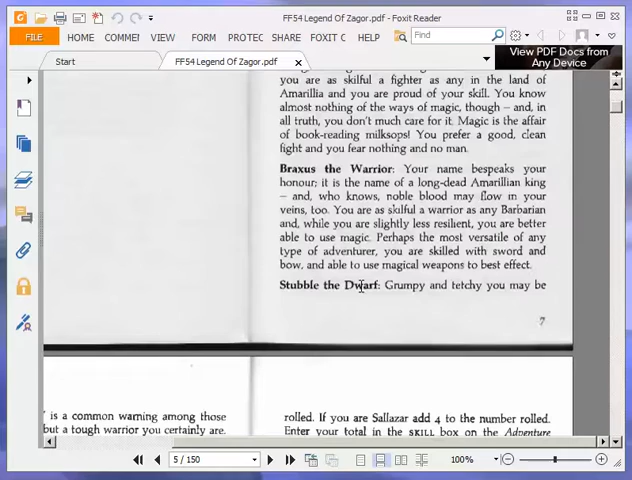 FF54 Legend Of Zagor.pdf - Foxit Reader
FILE HOME COMMEN VIEW FORM PROTEC SHARE FOXIT C HELP Find
Start FF54 Legend Of Zagor.pdf
View PDF Docs from
Any Device
you are as skilful a fighter as any in the land of
Amarillia and you are proud of your skill. You know
almost nothing of the ways of magic, though – and, in
all truth, you don't much care for it. Magic is the affair
of book-reading milksops! You prefer a good, clean
fight and you fear nothing and no man.
Braxus the Warrior: Your name bespeaks your
honour; it is the name of a long-dead Amarillian king
– and, who knows, noble blood may flow in your
veins, too. You are as skilful a warrior as any Barbarian
and, while you are slightly less resilient, you are better
able to use magic. Perhaps the most versatile of any
type of adventurer, you are skilled with sword and
bow, and able to use magical weapons to best effect.
Stubble the Dwarf: Grumpy and tetchy you may be
7
' is a common warning among those
but a tough warrior you certainly are.
rolled. If you are Sallazar add 4 to the number rolled.
Enter your total in the SKILL box on the Adventure
5 / 150
100%